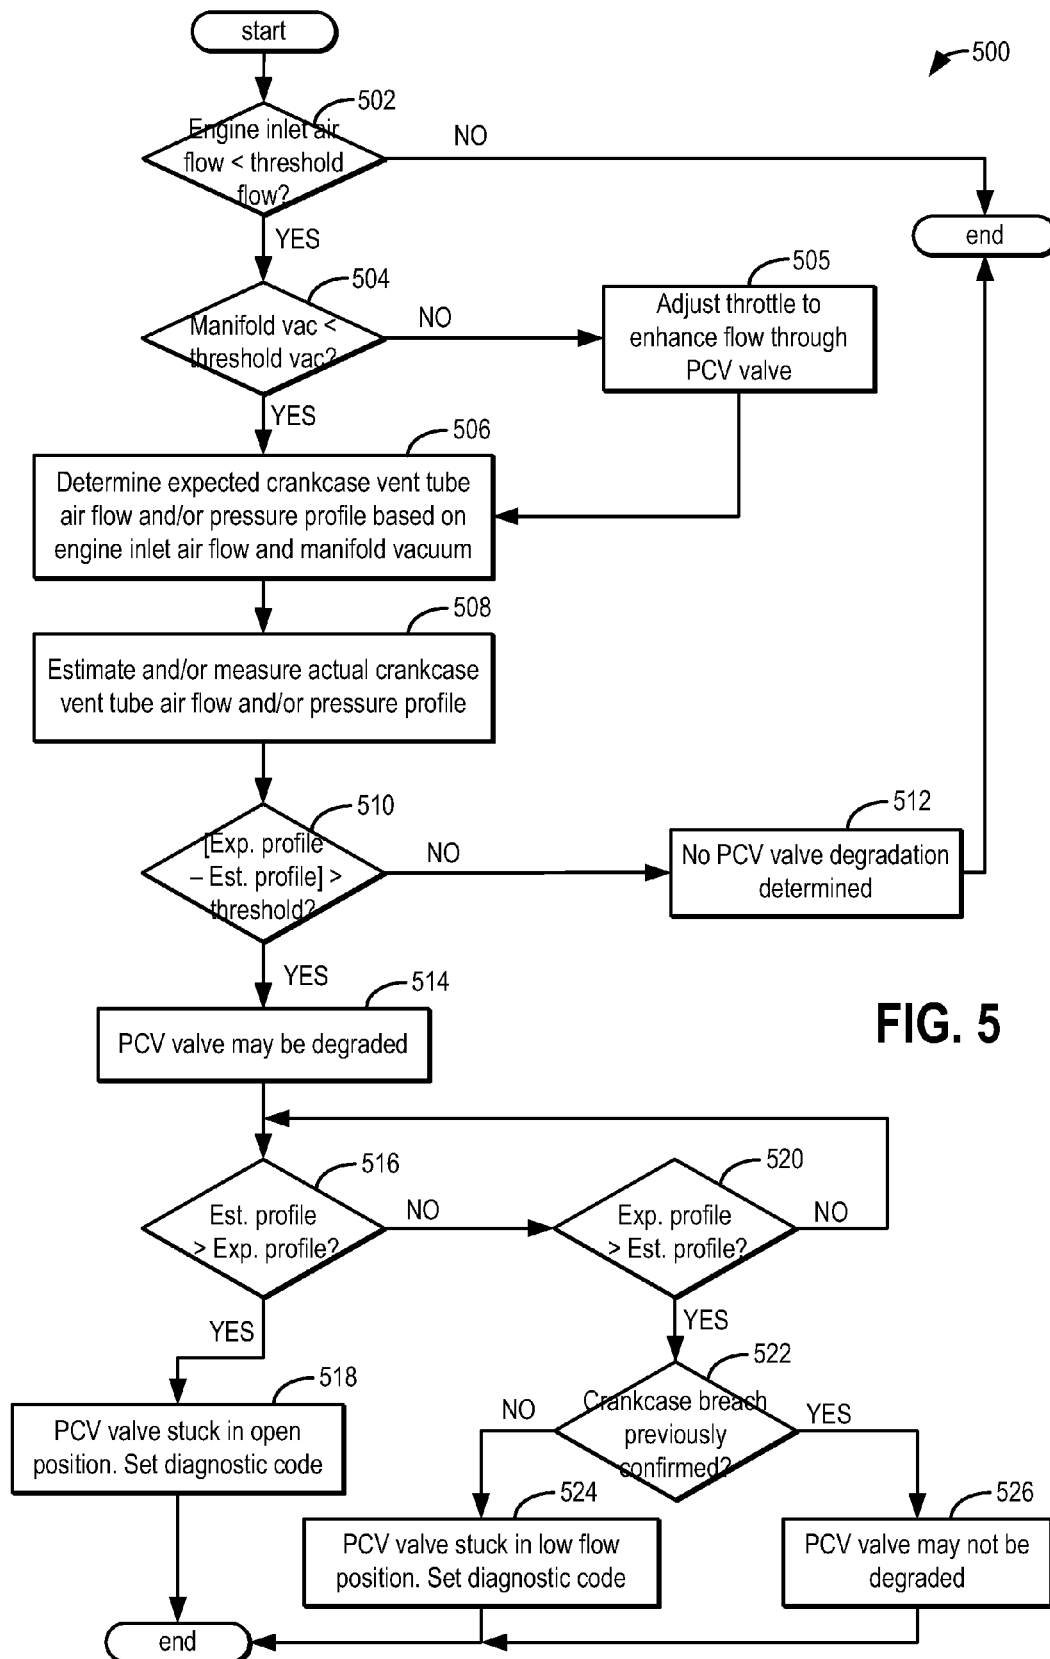 start
500
502
Engine inlet air
flow < threshold
flow?
NO
end
YES
504
Manifold vac <
threshold vac?
NO
505
Adjust throttle to
enhance flow through
PCV valve
YES
506
Determine expected crankcase vent tube
air flow and/or pressure profile based on
engine inlet air flow and manifold vacuum
508
Estimate and/or measure actual crankcase
vent tube air flow and/or pressure profile
510
[Exp. profile
– Est. profile] >
threshold?
NO
512
No PCV valve degradation
determined
YES
514
PCV valve may be degraded
FIG. 5
516
Est. profile
> Exp. profile?
NO
520
Exp. profile
> Est. profile?
NO
YES
YES
518
PCV valve stuck in open
position. Set diagnostic code
522
Crankcase breach
previously
confirmed?
NO
YES
524
PCV valve stuck in low flow
position. Set diagnostic code
526
PCV valve may not be
degraded
end